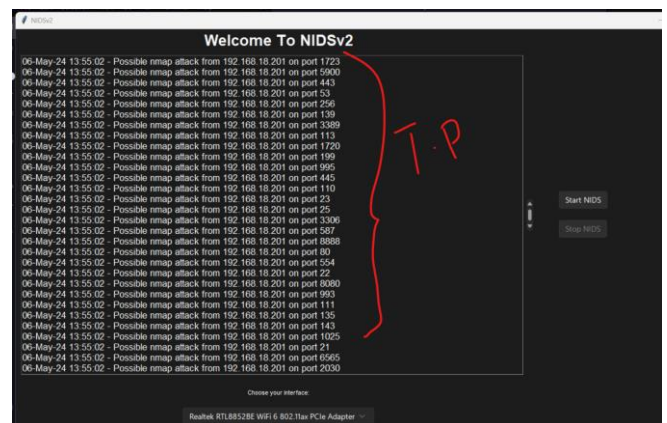 NIDSv2
Welcome To NIDSv2
06-May-24 13:55:02 - Possible nmap attack from 192.168.18.201 on port 1723
06-May-24 13:55:02 - Possible nmap attack from 192.168.18.201 on port 5900
06-May-24 13:55:02 - Possible nmap attack from 192.168.18.201 on port 443
06-May-24 13:55:02 - Possible nmap attack from 192.168.18.201 on port 53
06-May-24 13:55:02 - Possible nmap attack from 192.168.18.201 on port 256
06-May-24 13:55:02 - Possible nmap attack from 192.168.18.201 on port 139
06-May-24 13:55:02 - Possible nmap attack from 192.168.18.201 on port 3389
06-May-24 13:55:02 - Possible nmap attack from 192.168.18.201 on port 113
06-May-24 13:55:02 - Possible nmap attack from 192.168.18.201 on port 1720
06-May-24 13:55:02 - Possible nmap attack from 192.168.18.201 on port 199
06-May-24 13:55:02 - Possible nmap attack from 192.168.18.201 on port 995
06-May-24 13:55:02 - Possible nmap attack from 192.168.18.201 on port 445
06-May-24 13:55:02 - Possible nmap attack from 192.168.18.201 on port 110
06-May-24 13:55:02 - Possible nmap attack from 192.168.18.201 on port 23
06-May-24 13:55:02 - Possible nmap attack from 192.168.18.201 on port 25
06-May-24 13:55:02 - Possible nmap attack from 192.168.18.201 on port 3306
06-May-24 13:55:02 - Possible nmap attack from 192.168.18.201 on port 587
06-May-24 13:55:02 - Possible nmap attack from 192.168.18.201 on port 8888
06-May-24 13:55:02 - Possible nmap attack from 192.168.18.201 on port 80
06-May-24 13:55:02 - Possible nmap attack from 192.168.18.201 on port 554
06-May-24 13:55:02 - Possible nmap attack from 192.168.18.201 on port 22
06-May-24 13:55:02 - Possible nmap attack from 192.168.18.201 on port 8080
06-May-24 13:55:02 - Possible nmap attack from 192.168.18.201 on port 993
06-May-24 13:55:02 - Possible nmap attack from 192.168.18.201 on port 111
06-May-24 13:55:02 - Possible nmap attack from 192.168.18.201 on port 135
06-May-24 13:55:02 - Possible nmap attack from 192.168.18.201 on port 143
06-May-24 13:55:02 - Possible nmap attack from 192.168.18.201 on port 1025
06-May-24 13:55:02 - Possible nmap attack from 192.168.18.201 on port 21
06-May-24 13:55:02 - Possible nmap attack from 192.168.18.201 on port 6565
06-May-24 13:55:02 - Possible nmap attack from 192.168.18.201 on port 2030
T.P
Start NIDS
Stop NIDS
Choose your interface:
Realtek RTL8852BE WiFi 6 802.11ax PCIe Adapter